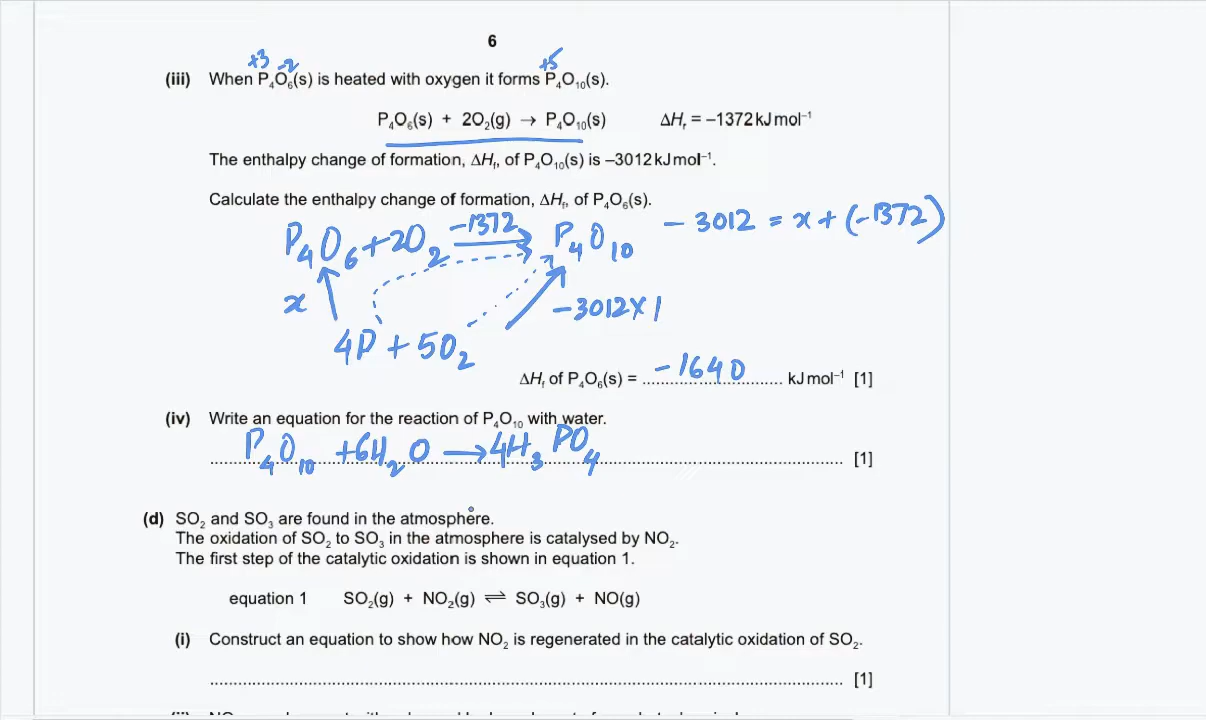 6
+3 -2 +5
(iii) When P₄O₆(s) is heated with oxygen it forms P₄O₁₀(s).
P₄O₆(s) + 2O₂(g) → P₄O₁₀(s) ΔHᵣ = –1372 kJ mol⁻¹
The enthalpy change of formation, ΔH_f, of P₄O₁₀(s) is –3012 kJ mol⁻¹.
Calculate the enthalpy change of formation, ΔH_f, of P₄O₆(s).
P₄O₆ + 2O₂ -1372 → P₄O₁₀ - 3012 = x + (-1372)
x -3012 x 1
4P + 5O₂
ΔH_f of P₄O₆(s) = -1640 kJ mol⁻¹ [1]
(iv) Write an equation for the reaction of P₄O₁₀ with water.
P₄O₁₀ + 6H₂O → 4H₃PO₄ [1]
(d) SO₂ and SO₃ are found in the atmosphere.
The oxidation of SO₂ to SO₃ in the atmosphere is catalysed by NO₂.
The first step of the catalytic oxidation is shown in equation 1.
equation 1 SO₂(g) + NO₂(g) ⇌ SO₃(g) + NO(g)
(i) Construct an equation to show how NO₂ is regenerated in the catalytic oxidation of SO₂.
[1]